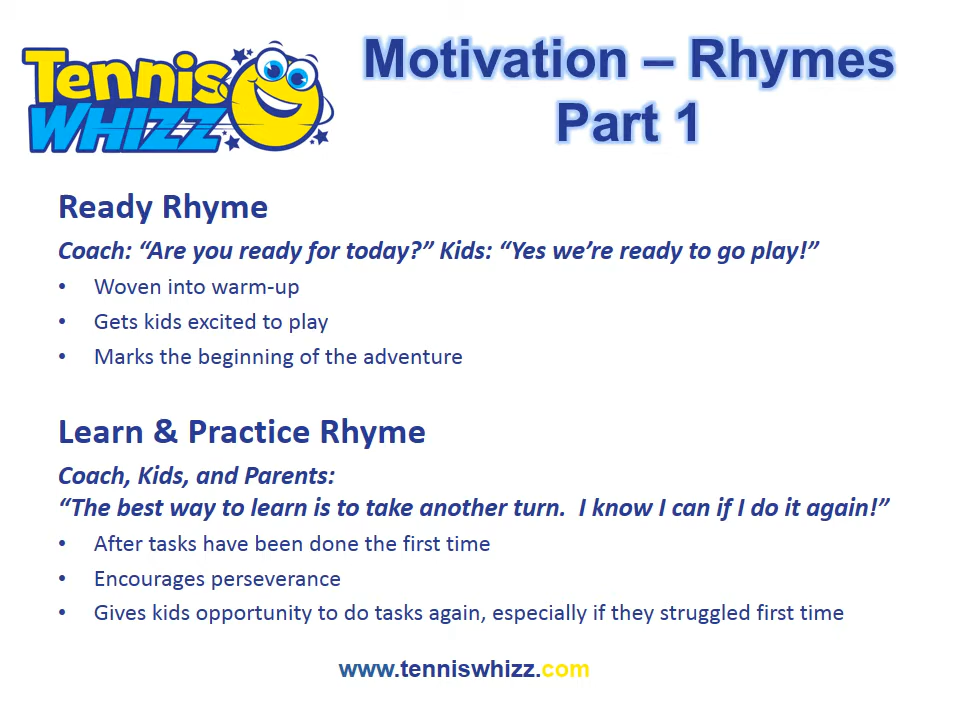 Tennis
WHIZZ
Motivation – Rhymes
Part 1
Ready Rhyme
Coach: “Are you ready for today?” Kids: “Yes we’re ready to go play!”
• Woven into warm-up
• Gets kids excited to play
• Marks the beginning of the adventure
Learn & Practice Rhyme
Coach, Kids, and Parents:
“The best way to learn is to take another turn.  I know I can if I do it again!”
• After tasks have been done the first time
• Encourages perseverance
• Gives kids opportunity to do tasks again, especially if they struggled first time
www.tenniswhizz.com